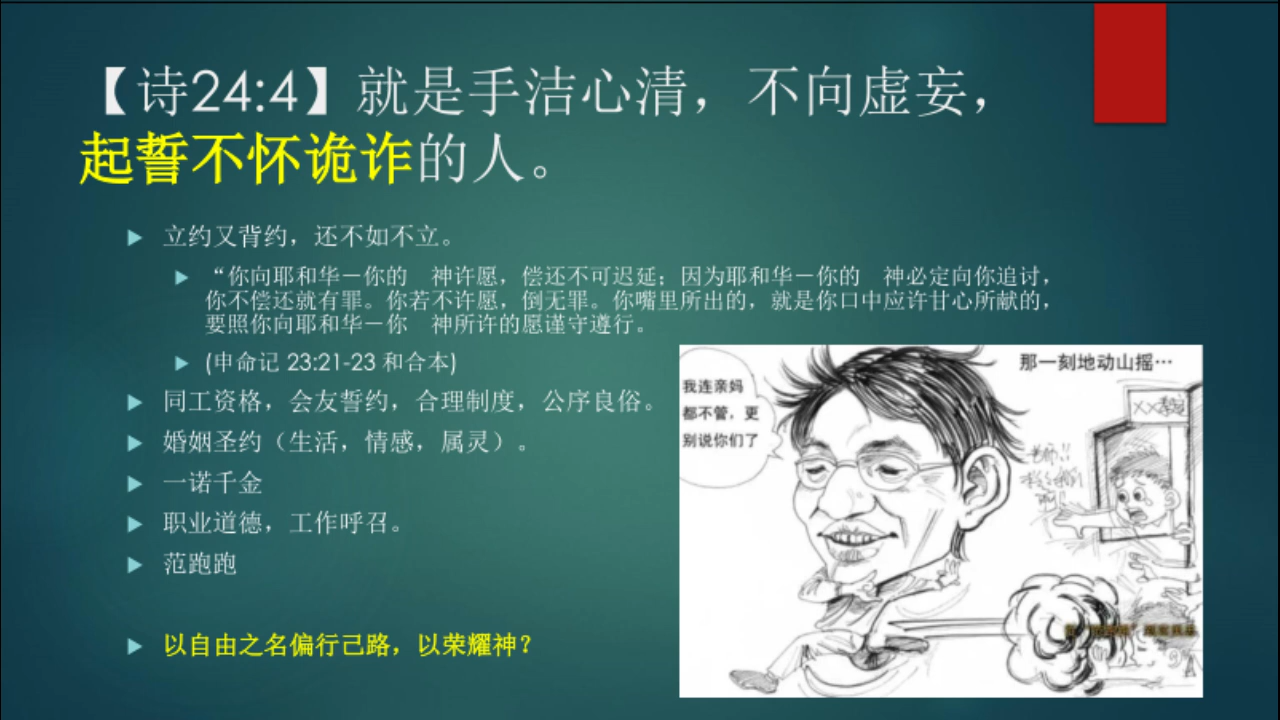 【诗24:4】就是手洁心清，不向虚妄，
起誓不怀诡诈的人。
立约又背约，还不如不立。
“你向耶和华－你的　神许愿，偿还不可迟延；因为耶和华－你的　神必定向你追讨，
你不偿还就有罪。你若不许愿，倒无罪。你嘴里所出的，就是你口中应许甘心所献的，
要照你向耶和华－你　神所许的愿谨守遵行。
(申命记 23:21-23 和合本)
同工资格，会友誓约，合理制度，公序良俗。
婚姻圣约（生活，情感，属灵）。
一诺千金
职业道德，工作呼召。
范跑跑
以自由之名偏行己路，以荣耀神？
那一刻地动山摇…
我连亲妈
都不管，更
别说你们了
老师!!